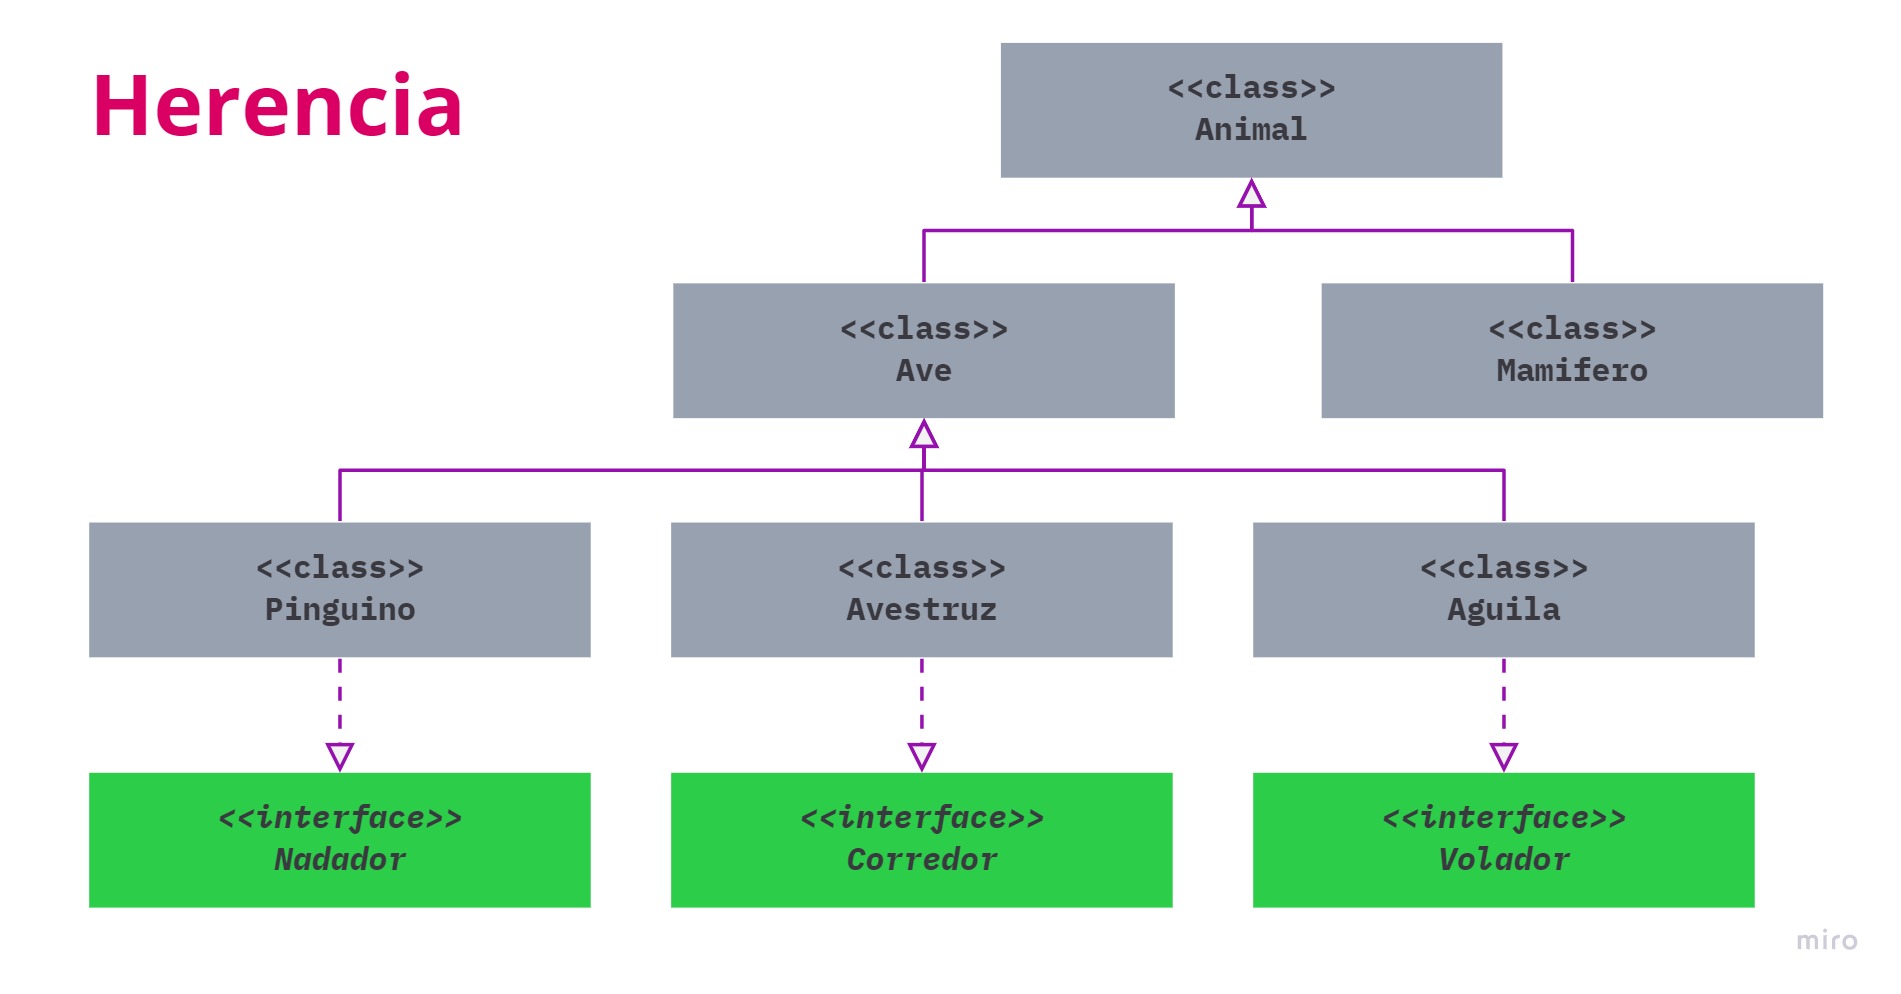 Herencia
<<class>>
Animal
<<class>>
Ave
<<class>>
Mamifero
<<class>>
Pinguino
<<class>>
Avestruz
<<class>>
Aguila
<<interface>>
Nadador
<<interface>>
Corredor
<<interface>>
Volador
miro